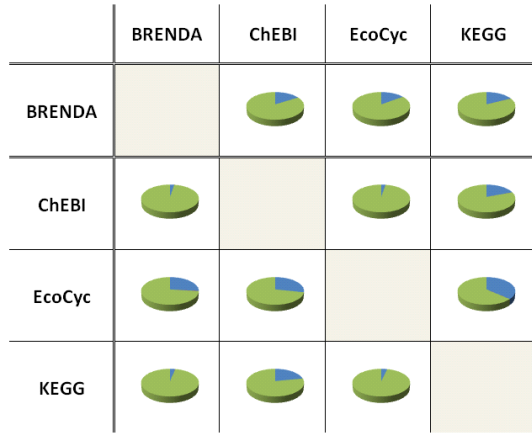 BRENDA ChEBI EcoCyc KEGG
BRENDA
ChEBI
EcoCyc
KEGG